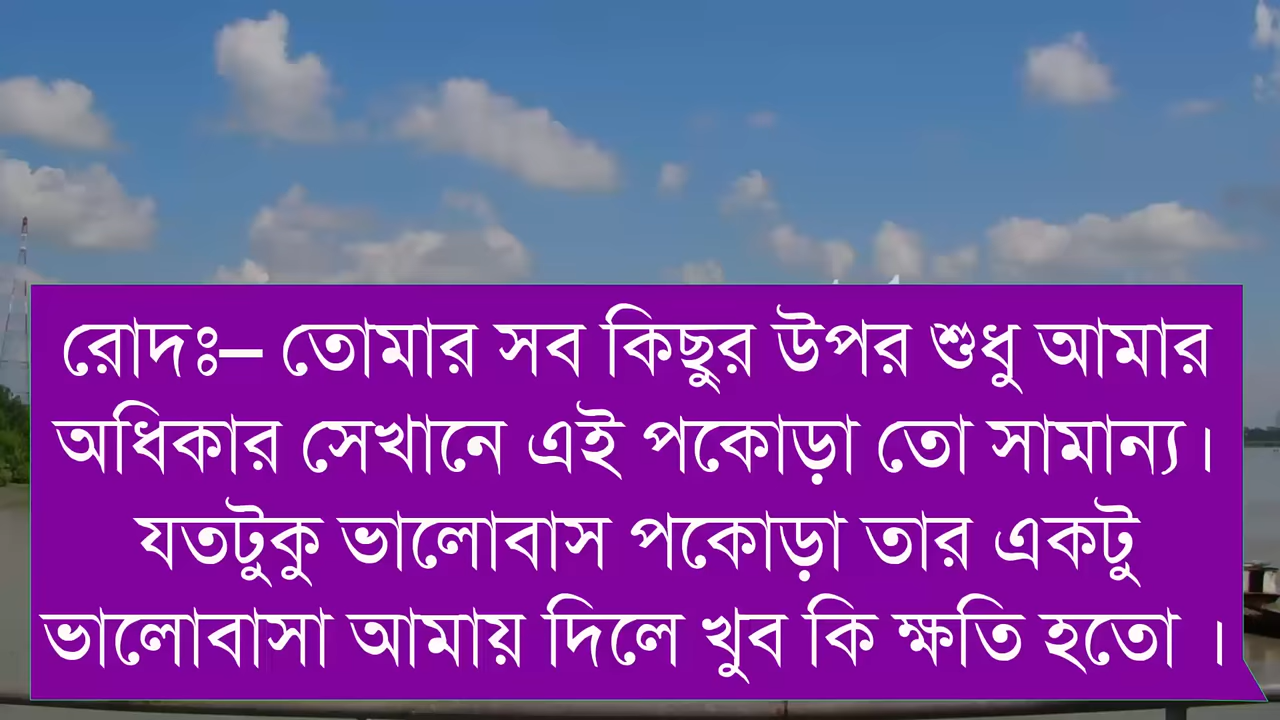 রোদঃ– তোমার সব কিছুর উপর শুধু আমার
অধিকার সেখানে এই পকোড়া তো সামান্য।
যতটুকু ভালোবাস পকোড়া তার একটু
ভালোবাসা আমায় দিলে খুব কি ক্ষতি হতো ।